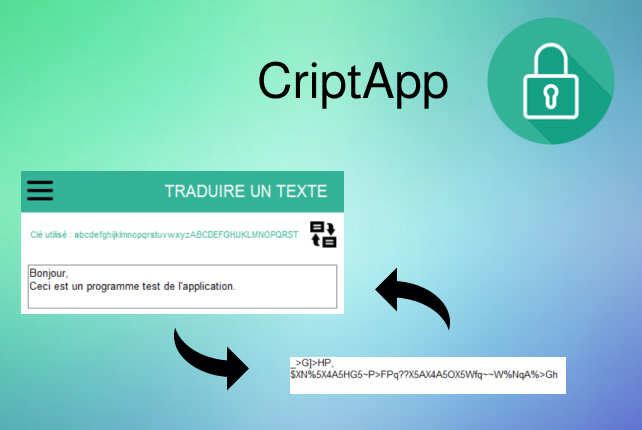 CriptApp
TRADUIRE UN TEXTE
Clé utilisé : abcdefghijklmnopqrstuvwxyzABCDEFGHIJKLMNOPQRST
Bonjour,
Ceci est un programme test de l'application.
_>G]>HP,
$XN%5X4A5HG5~P>FPq??X5AX4A5OX5Wfq~~W%NqA%>Gh